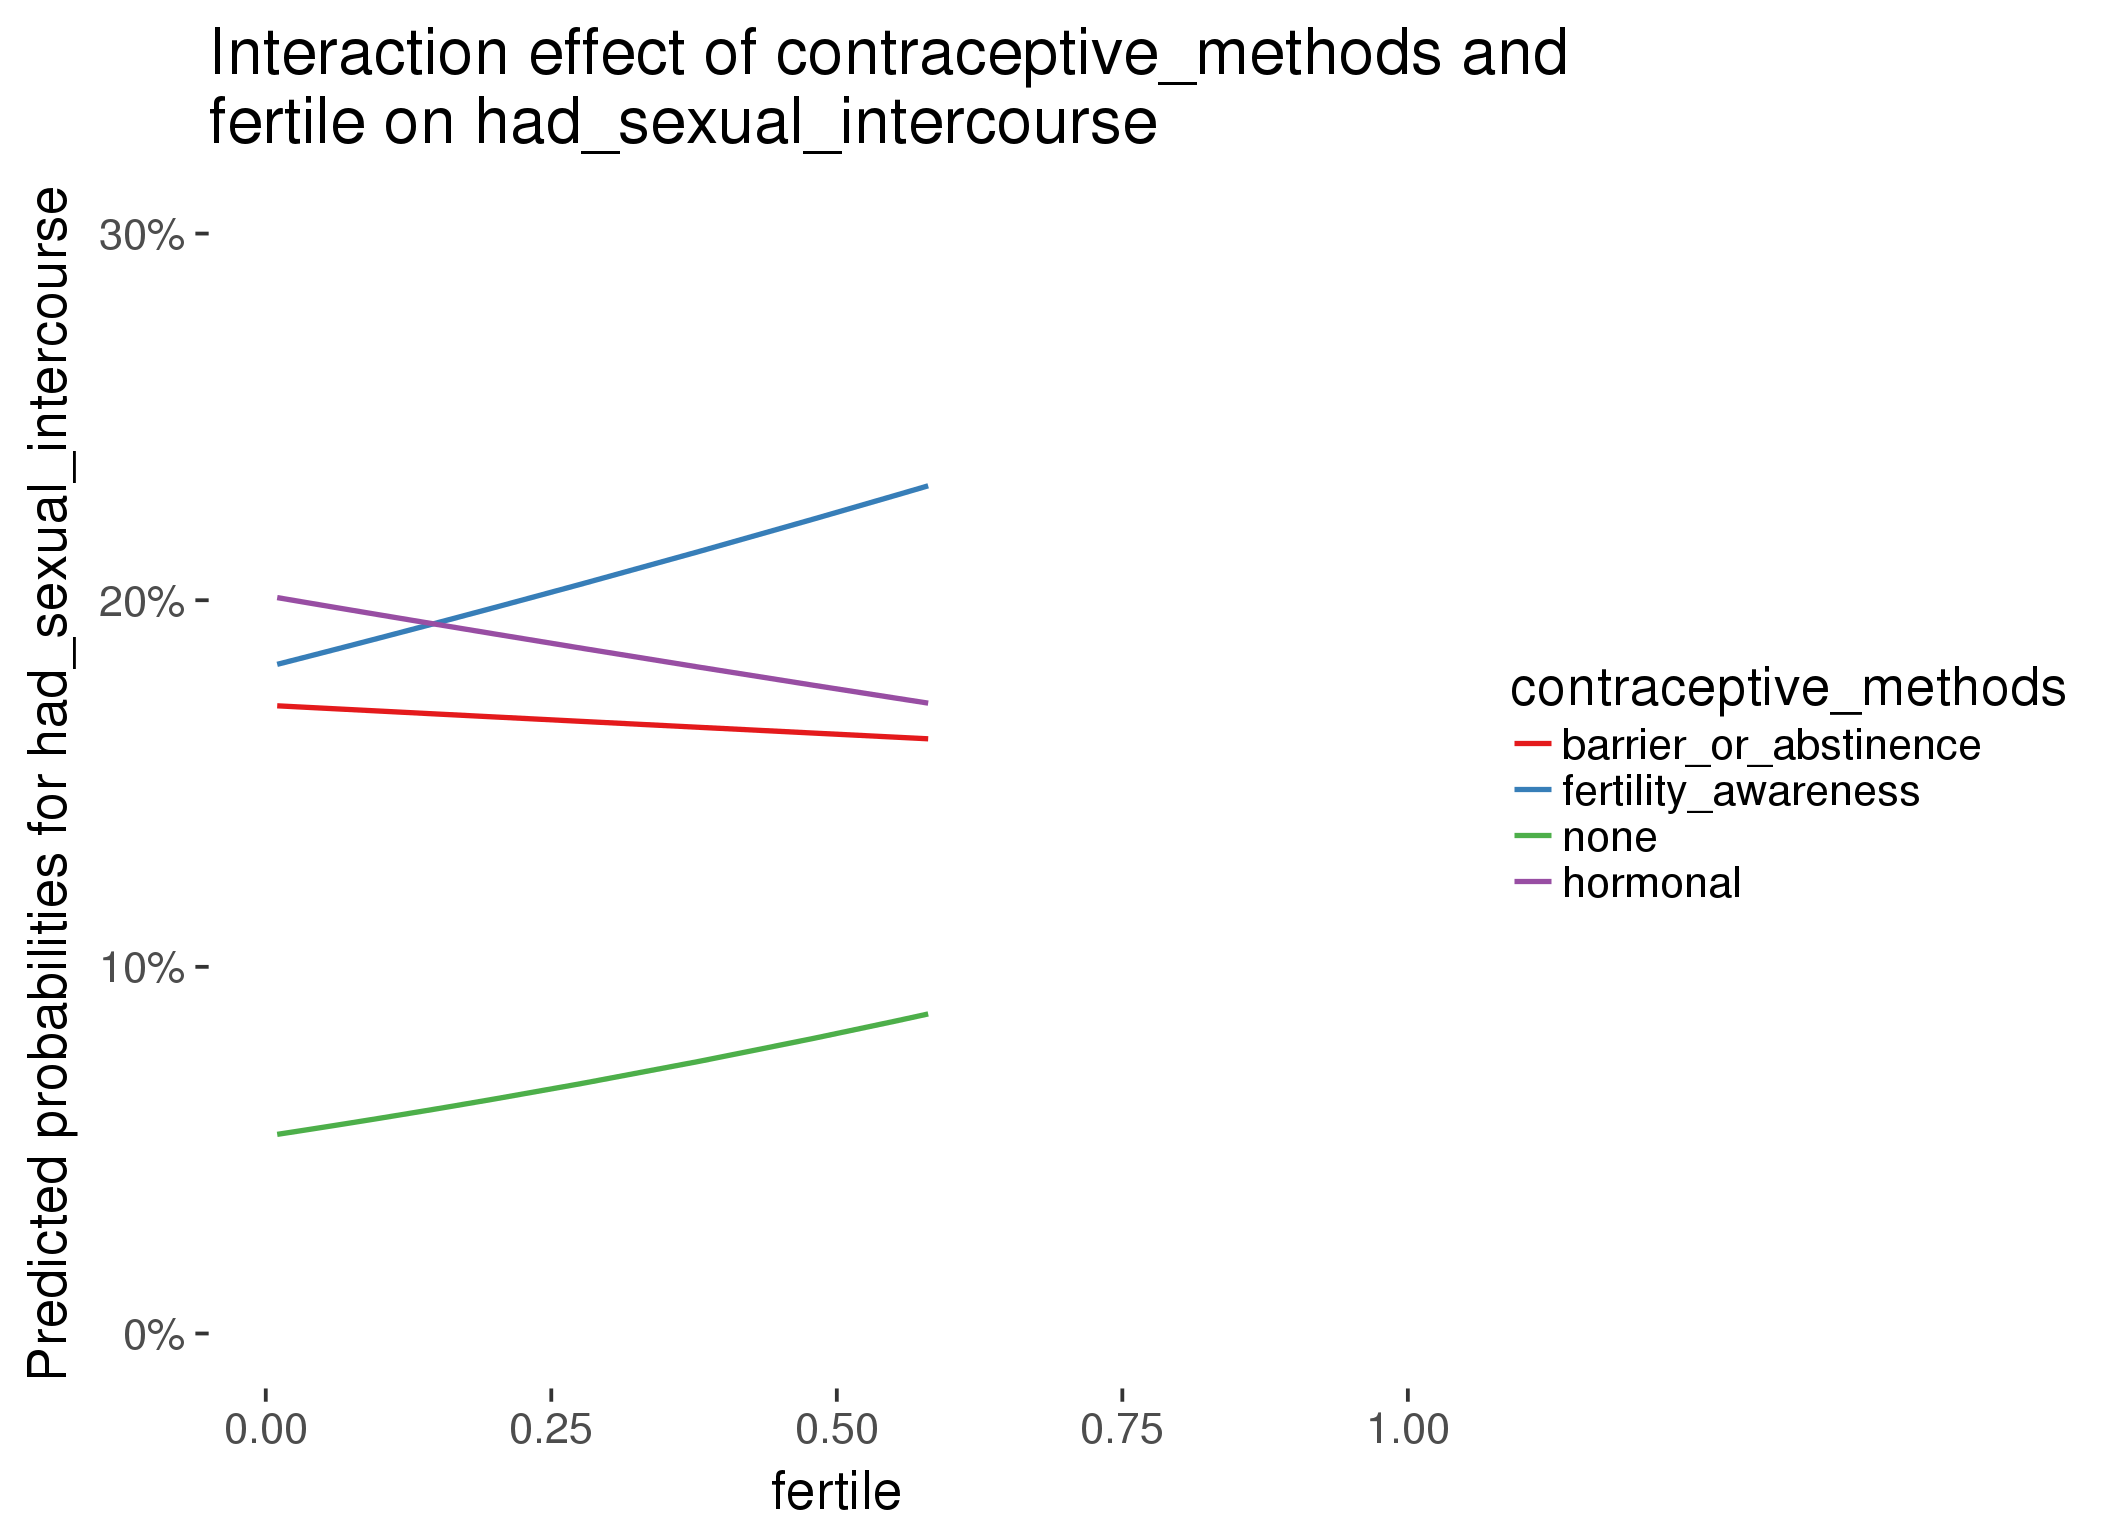 Interaction effect of contraceptive_methods and
fertile on had_sexual_intercourse
Predicted probabilities for had_sexual_intercourse
30%
20%
10%
0%
0.00
0.25
0.50
0.75
1.00
fertile
contraceptive_methods
barrier_or_abstinence
fertility_awareness
none
hormonal